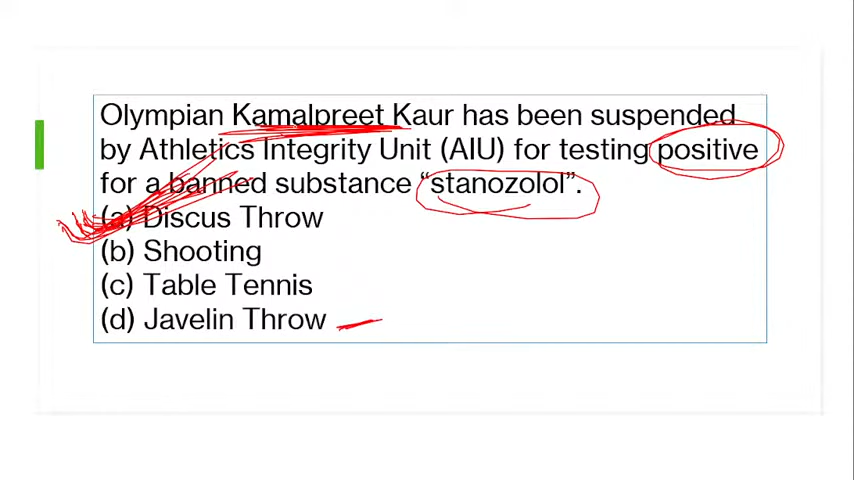 Olympian Kamalpreet Kaur has been suspended
by Athletics Integrity Unit (AIU) for testing positive
for a banned substance “stanozolol”.
(a) Discus Throw
(b) Shooting
(c) Table Tennis
(d) Javelin Throw